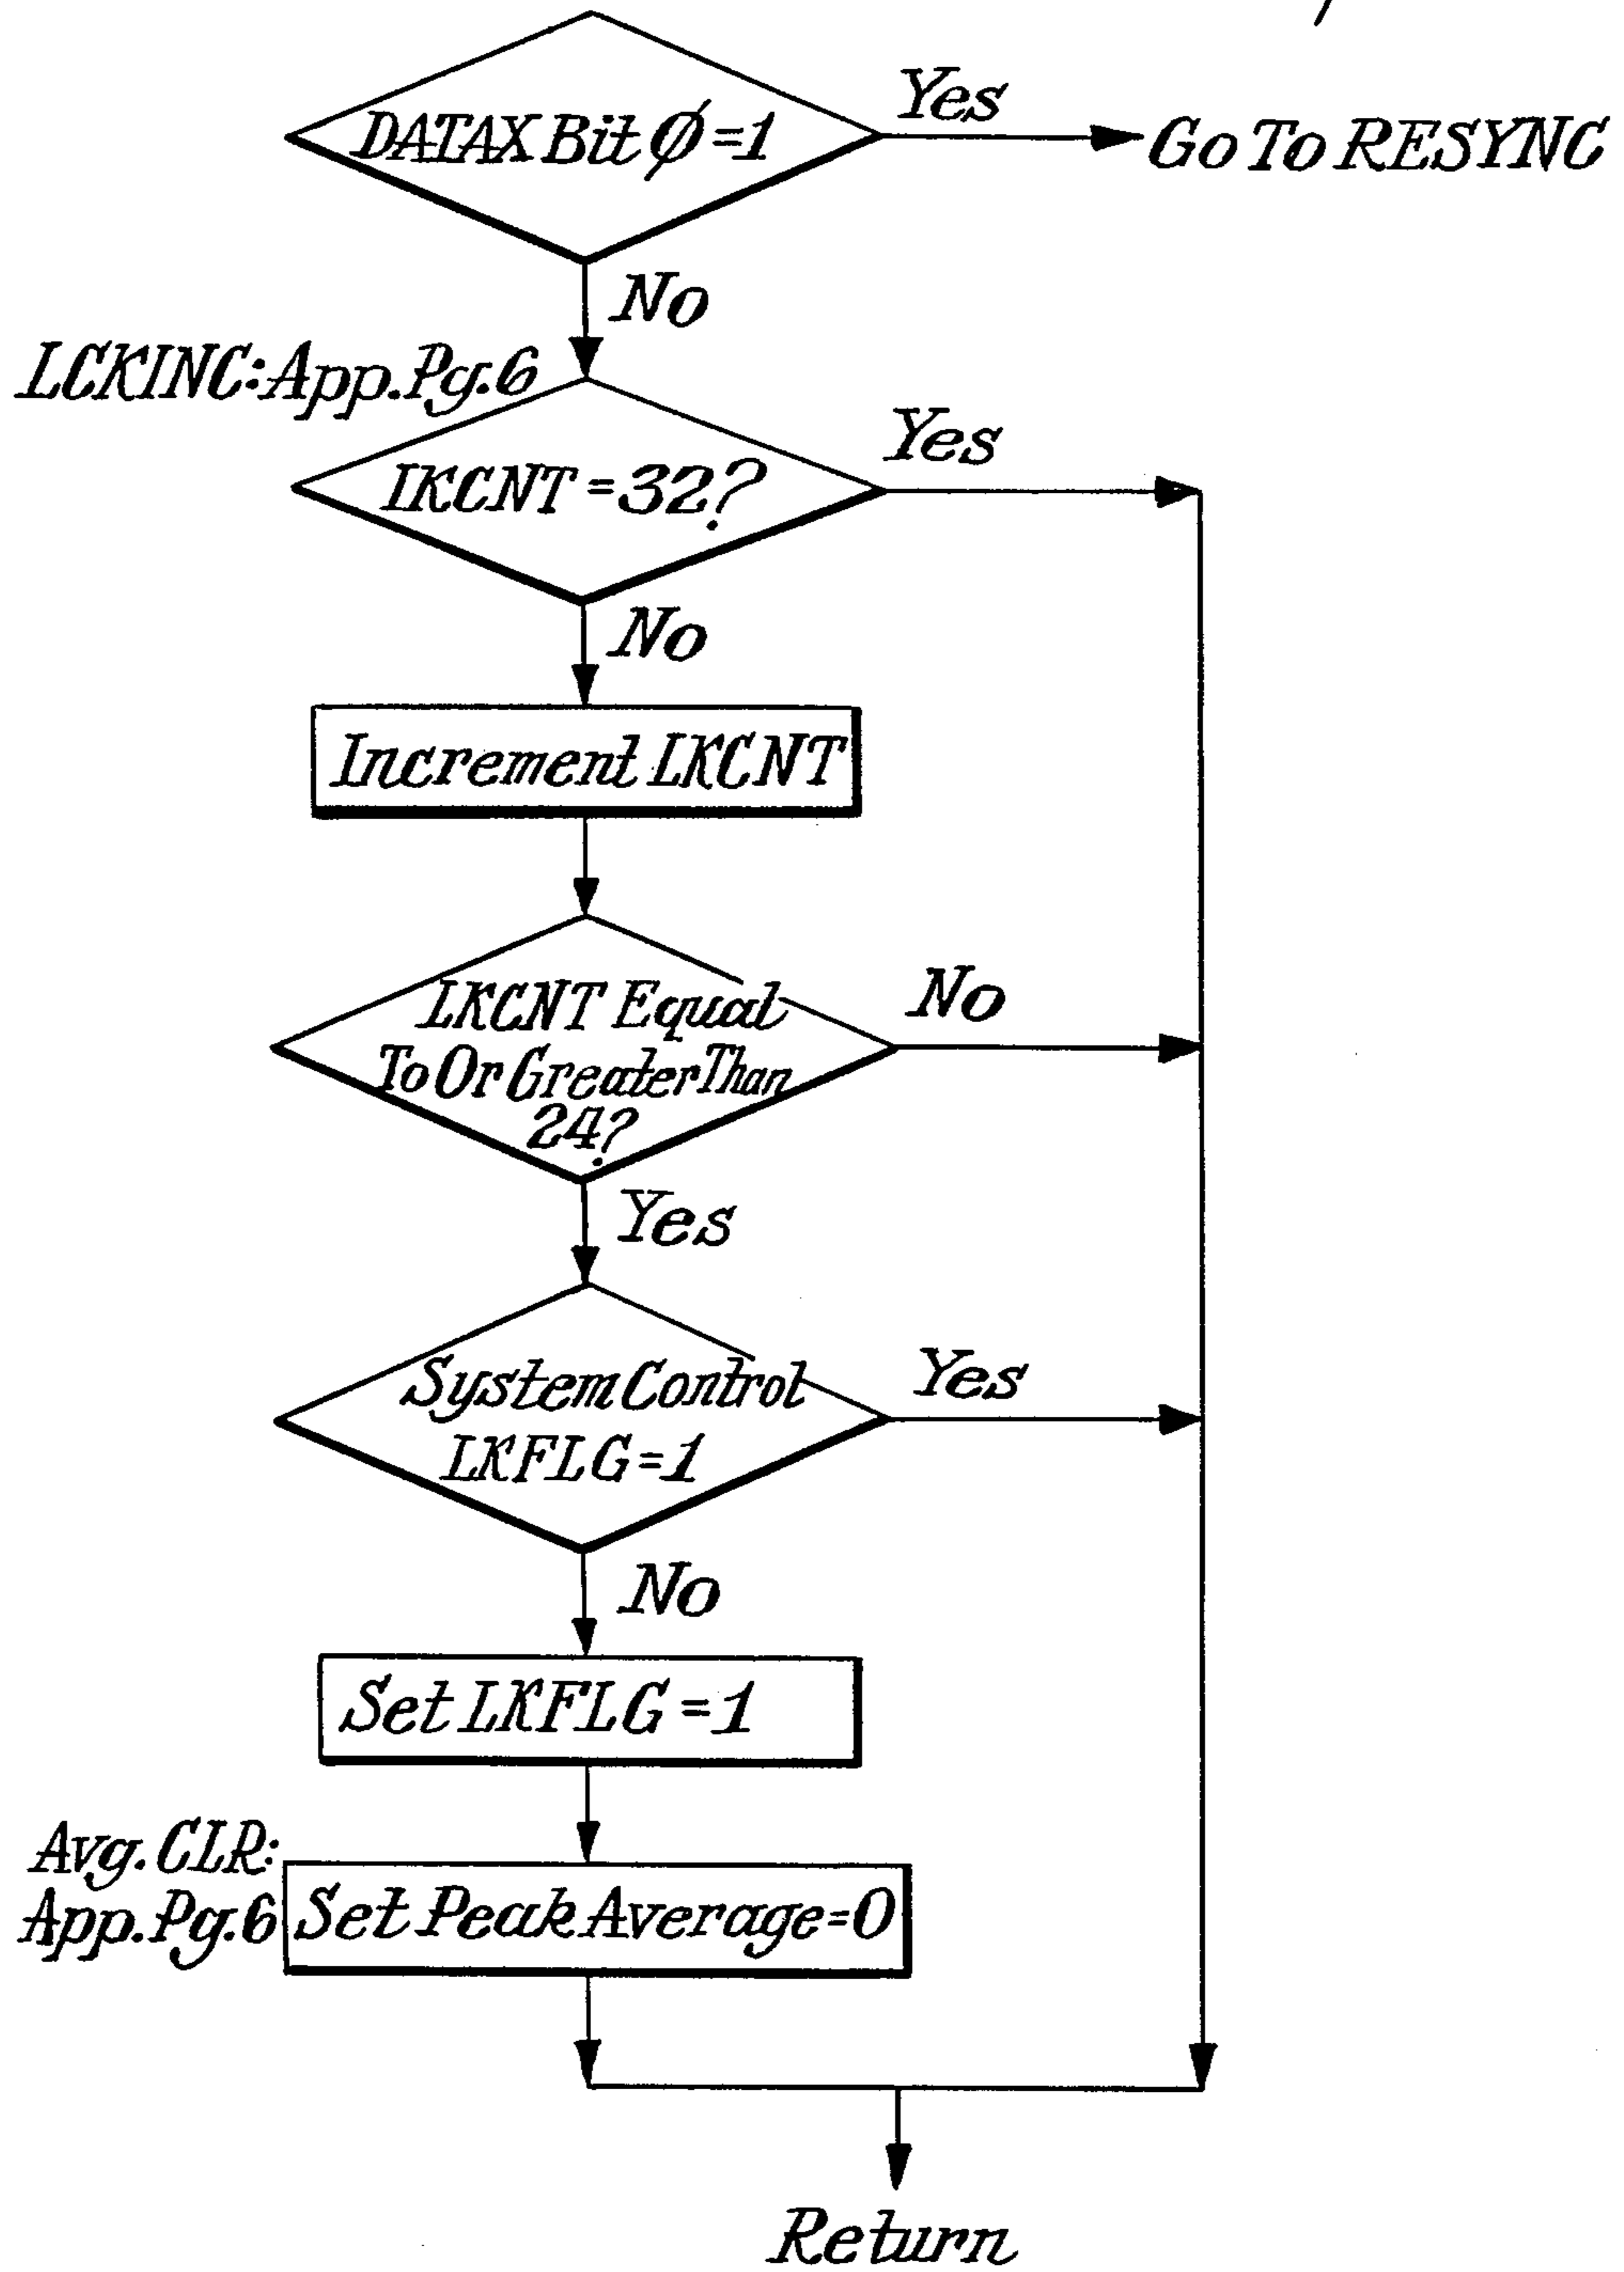 DATAX Bit Ø=1
Yes
Go To RESYNC
No
LCKINC: App. Pg. 6
IKCNT = 32?
Yes
No
Increment LKCNT
LKCNT Equal
To Or Greater Than
24?
No
Yes
System Control
LKFLG=1
Yes
No
Set LKFLG = 1
Avg. CLR:
App. Pg. 6
Set Peak Average=0
Return